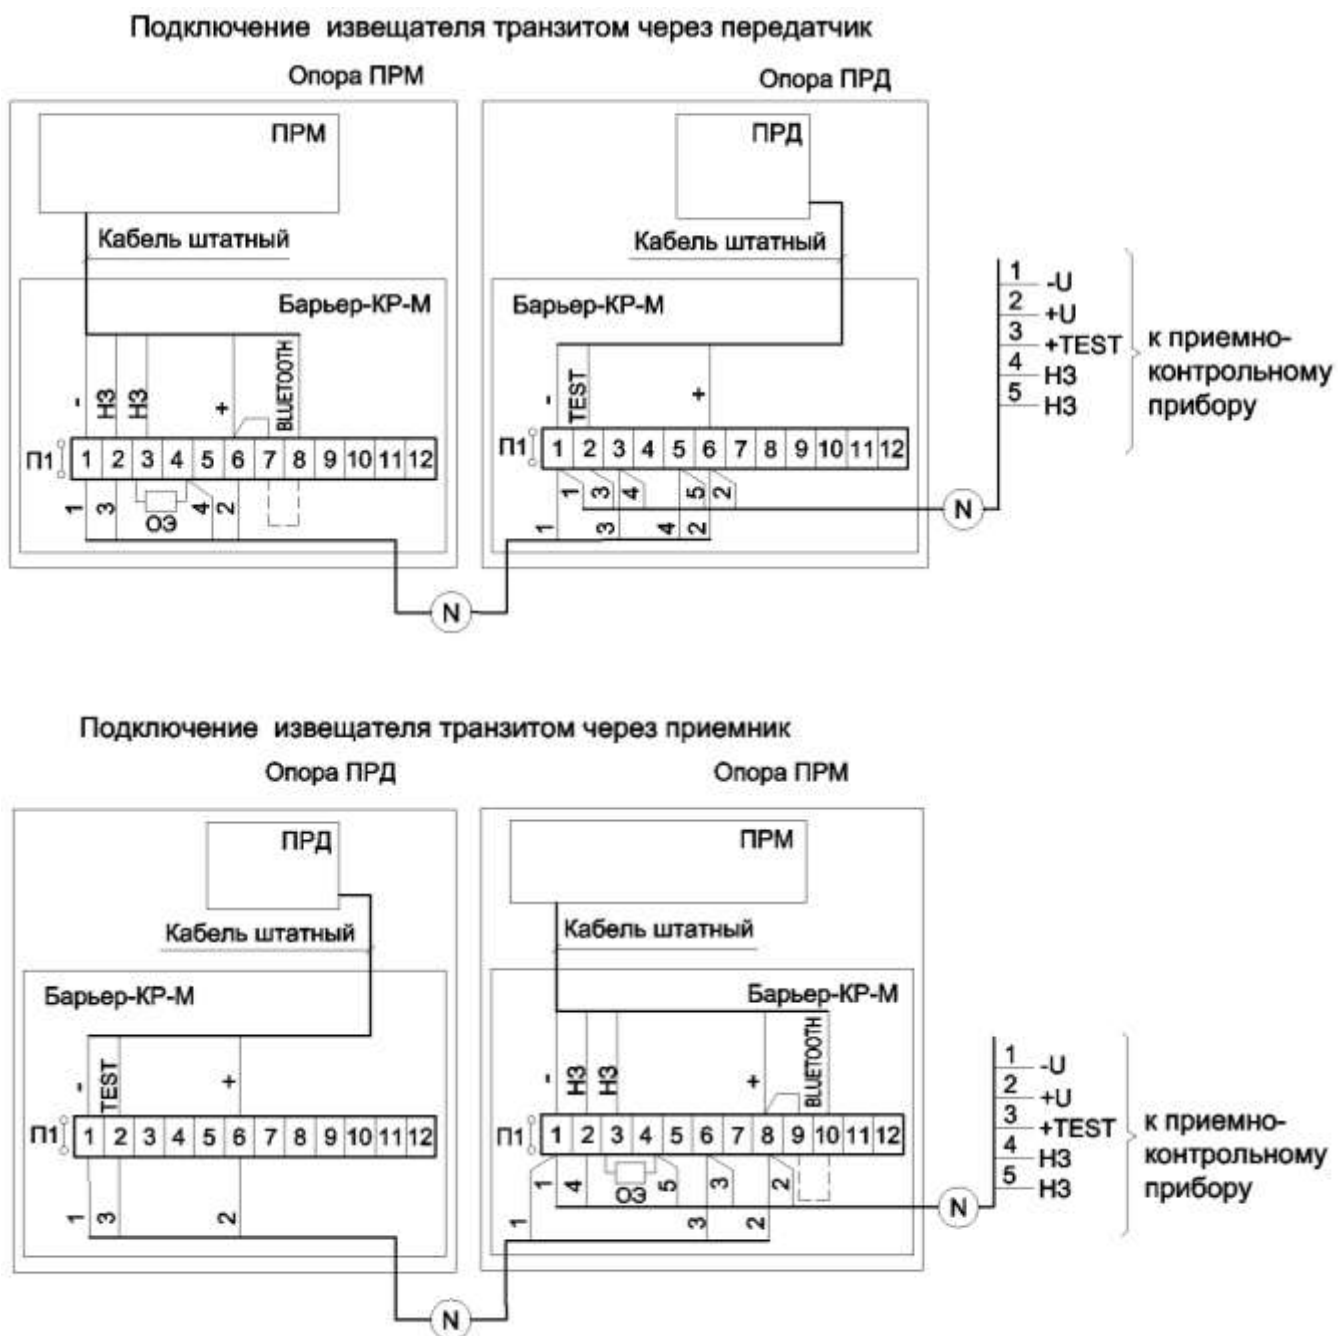 Подключение извещателя транзитом через передатчик
Опора ПРМ
Опора ПРД
ПРМ
ПРД
Кабель штатный
Кабель штатный
Барьер-КР-М
Барьер-КР-М
- НЗ НЗ + BLUETOOTH
- TEST +
П1 1 2 3 4 5 6 7 8 9 10 11 12
П1 1 2 3 4 5 6 7 8 9 10 11 12
1 3 ОЭ 4 2
1 3 4 5 2
1 3 4 2
N
N
1 -U
2 +U
3 +TEST
4 НЗ
5 НЗ
к приемно-
контрольному
прибору
Подключение извещателя транзитом через приемник
Опора ПРД
Опора ПРМ
ПРД
ПРМ
Кабель штатный
Кабель штатный
Барьер-КР-М
Барьер-КР-М
- TEST +
- НЗ НЗ + BLUETOOTH
П1 1 2 3 4 5 6 7 8 9 10 11 12
П1 1 2 3 4 5 6 7 8 9 10 11 12
1 3 2
1 4 ОЭ 5 3 2
1 3 2
N
N
1 -U
2 +U
3 +TEST
4 НЗ
5 НЗ
к приемно-
контрольному
прибору